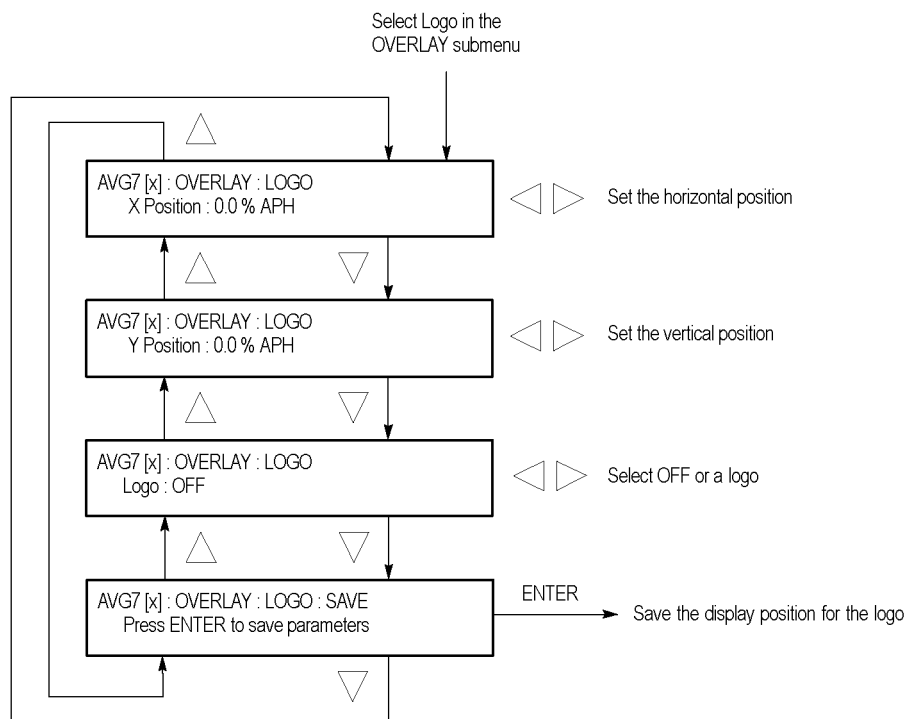 Select Logo in the
OVERLAY submenu
AVG7 [x] : OVERLAY : LOGO
X Position : 0.0 % APH
Set the horizontal position
AVG7 [x] : OVERLAY : LOGO
Y Position : 0.0 % APH
Set the vertical position
AVG7 [x] : OVERLAY : LOGO
Logo : OFF
Select OFF or a logo
AVG7 [x] : OVERLAY : LOGO : SAVE
Press ENTER to save parameters
ENTER
Save the display position for the logo